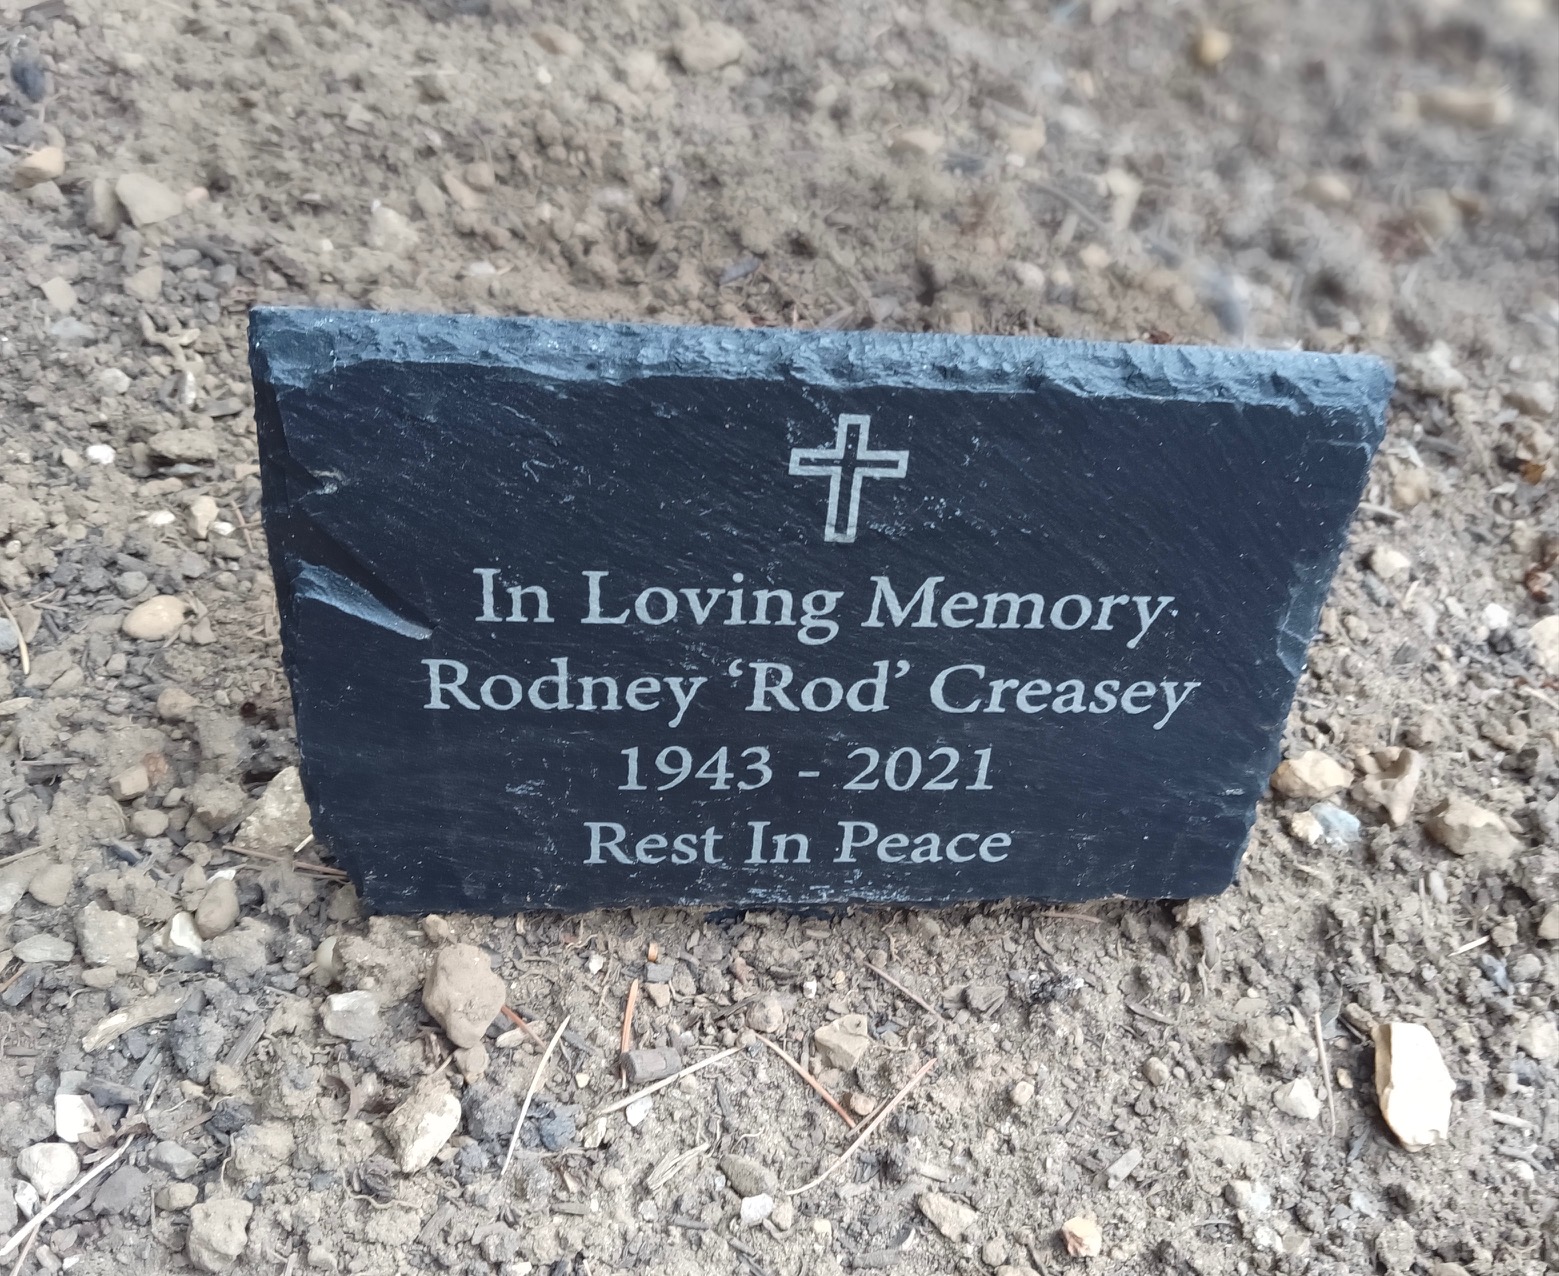 In Loving Memory
Rodney ‘Rod’ Creasey
1943 - 2021
Rest In Peace